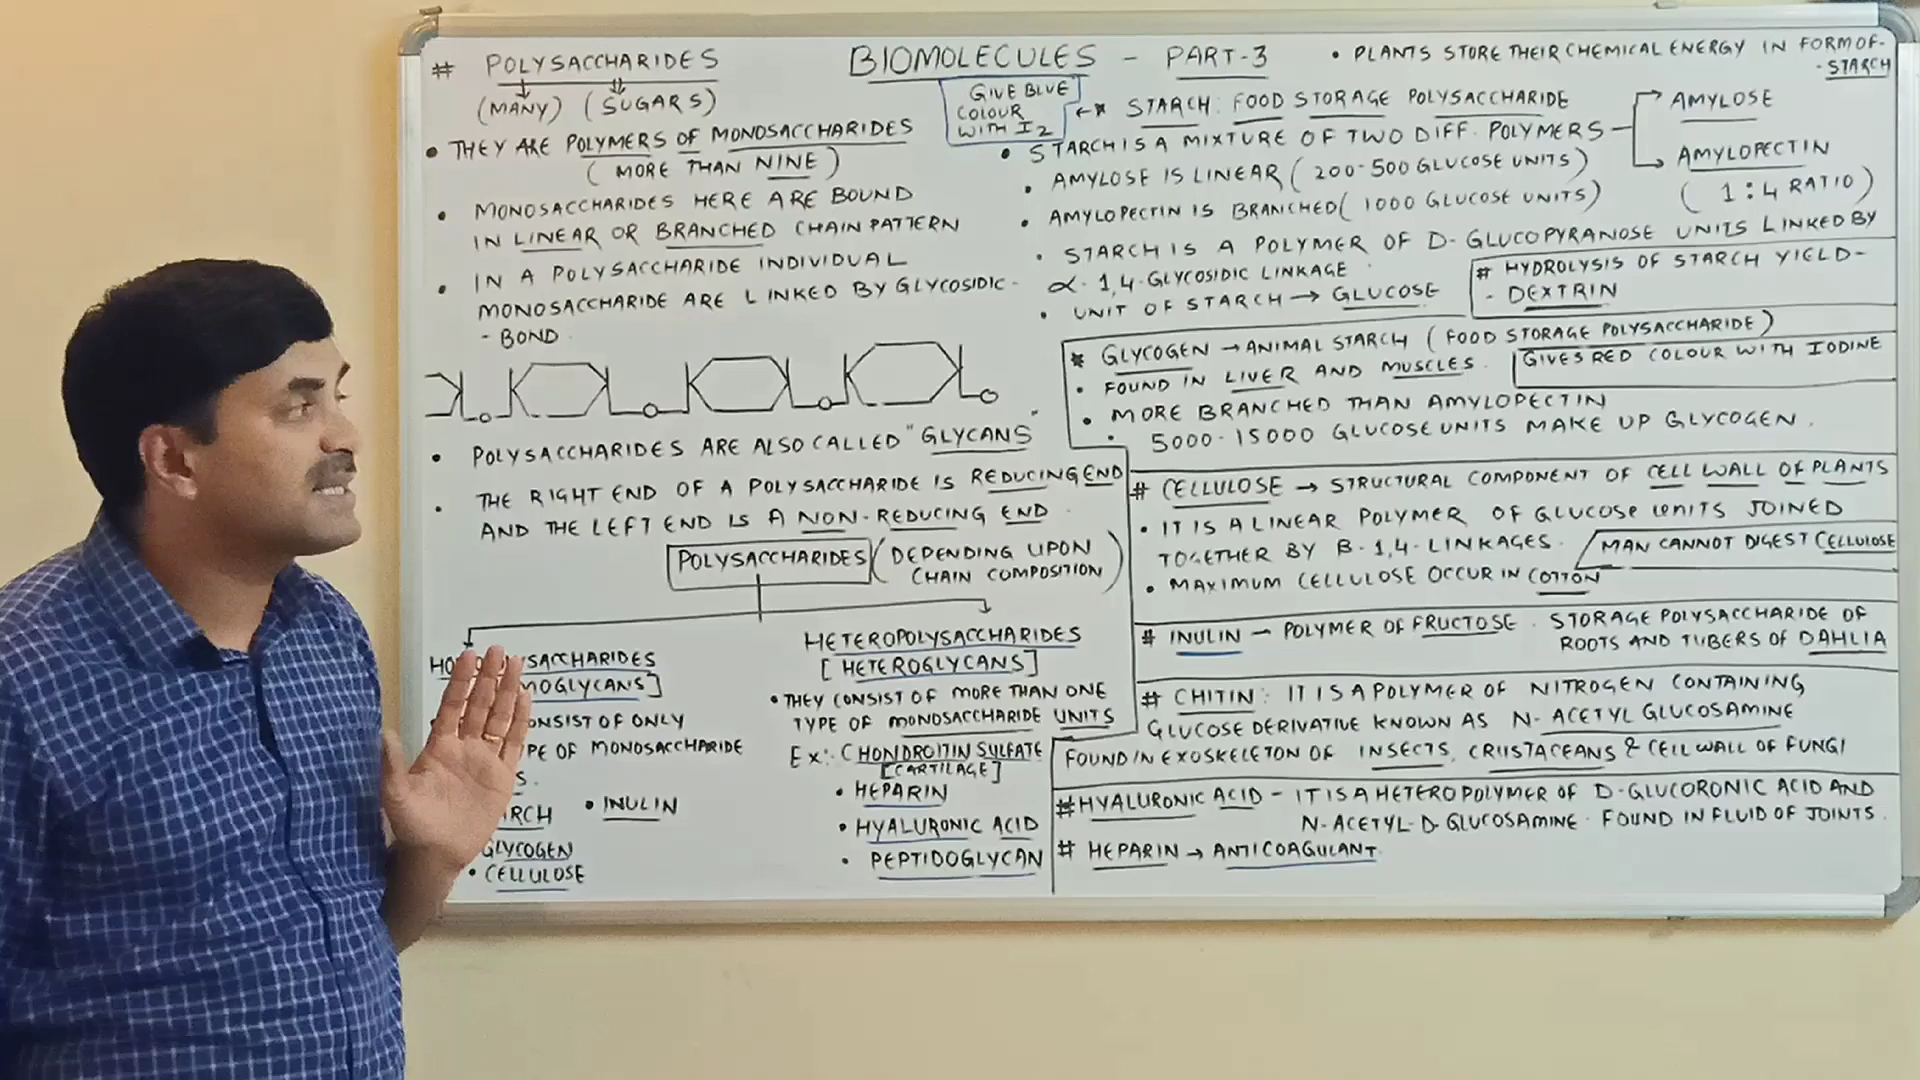 # POLYSACCHARIDES
(MANY) (SUGARS)
• THEY ARE POLYMERS OF MONOSACCHARIDES
(MORE THAN NINE)
• MONOSACCHARIDES HERE ARE BOUND
IN LINEAR OR BRANCHED CHAIN PATTERN
• IN A POLYSACCHARIDE INDIVIDUAL
MONOSACCHARIDE ARE LINKED BY GLYCOSIDIC-
- BOND
• POLYSACCHARIDES ARE ALSO CALLED "GLYCANS"
• THE RIGHT END OF A POLYSACCHARIDE IS REDUCING END
AND THE LEFT END IS A NON-REDUCING END
POLYSACCHARIDES (DEPENDING UPON
CHAIN COMPOSITION)
YSACCHARIDES
MOGLYCANS]
ONSIST OF ONLY
PE OF MONOSACCHARIDE
S.
RCH • INULIN
GLYCOGEN
• CELLULOSE
HETEROPOLYSACCHARIDES
[HETEROGLYCANS]
• THEY CONSIST OF MORE THAN ONE
TYPE OF MONOSACCHARIDE UNITS
Ex:- CHONDROITIN SULFATE
[CARTILAGE]
• HEPARIN
• HYALURONIC ACID
• PEPTIDOGLYCAN
BIOMOLECULES - PART-3
• PLANTS STORE THEIR CHEMICAL ENERGY IN FORM OF-
- STARCH
GIVE BLUE
COLOUR
WITH I2
* STARCH: FOOD STORAGE POLYSACCHARIDE
• STARCH IS A MIXTURE OF TWO DIFF. POLYMERS
AMYLOSE
AMYLOPECTIN
(1:4 RATIO)
• AMYLOSE IS LINEAR (200-500 GLUCOSE UNITS)
• AMYLOPECTIN IS BRANCHED (1000 GLUCOSE UNITS)
• STARCH IS A POLYMER OF D-GLUCOPYRANOSE UNITS LINKED BY
α-1,4-GLYCOSIDIC LINKAGE
• UNIT OF STARCH → GLUCOSE
# HYDROLYSIS OF STARCH YIELD-
- DEXTRIN
* GLYCOGEN → ANIMAL STARCH (FOOD STORAGE POLYSACCHARIDE)
• FOUND IN LIVER AND MUSCLES.
GIVES RED COLOUR WITH IODINE
• MORE BRANCHED THAN AMYLOPECTIN
• 5000-15000 GLUCOSE UNITS MAKE UP GLYCOGEN.
# CELLULOSE → STRUCTURAL COMPONENT OF CELL WALL OF PLANTS
• IT IS A LINEAR POLYMER OF GLUCOSE UNITS JOINED
TOGETHER BY B-1,4-LINKAGES.
MAN CANNOT DIGEST CELLULOSE
• MAXIMUM CELLULOSE OCCUR IN COTTON
# INULIN - POLYMER OF FRUCTOSE. STORAGE POLYSACCHARIDE OF
ROOTS AND TUBERS OF DAHLIA
# CHITIN: IT IS A POLYMER OF NITROGEN CONTAINING
GLUCOSE DERIVATIVE KNOWN AS N-ACETYL GLUCOSAMINE
FOUND IN EXOSKELETON OF INSECTS, CRUSTACEANS & CELL WALL OF FUNGI
# HYALURONIC ACID - IT IS A HETEROPOLYMER OF D-GLUCORONIC ACID AND
N-ACETYL-D-GLUCOSAMINE. FOUND IN FLUID OF JOINTS.
# HEPARIN → ANTICOAGULANT